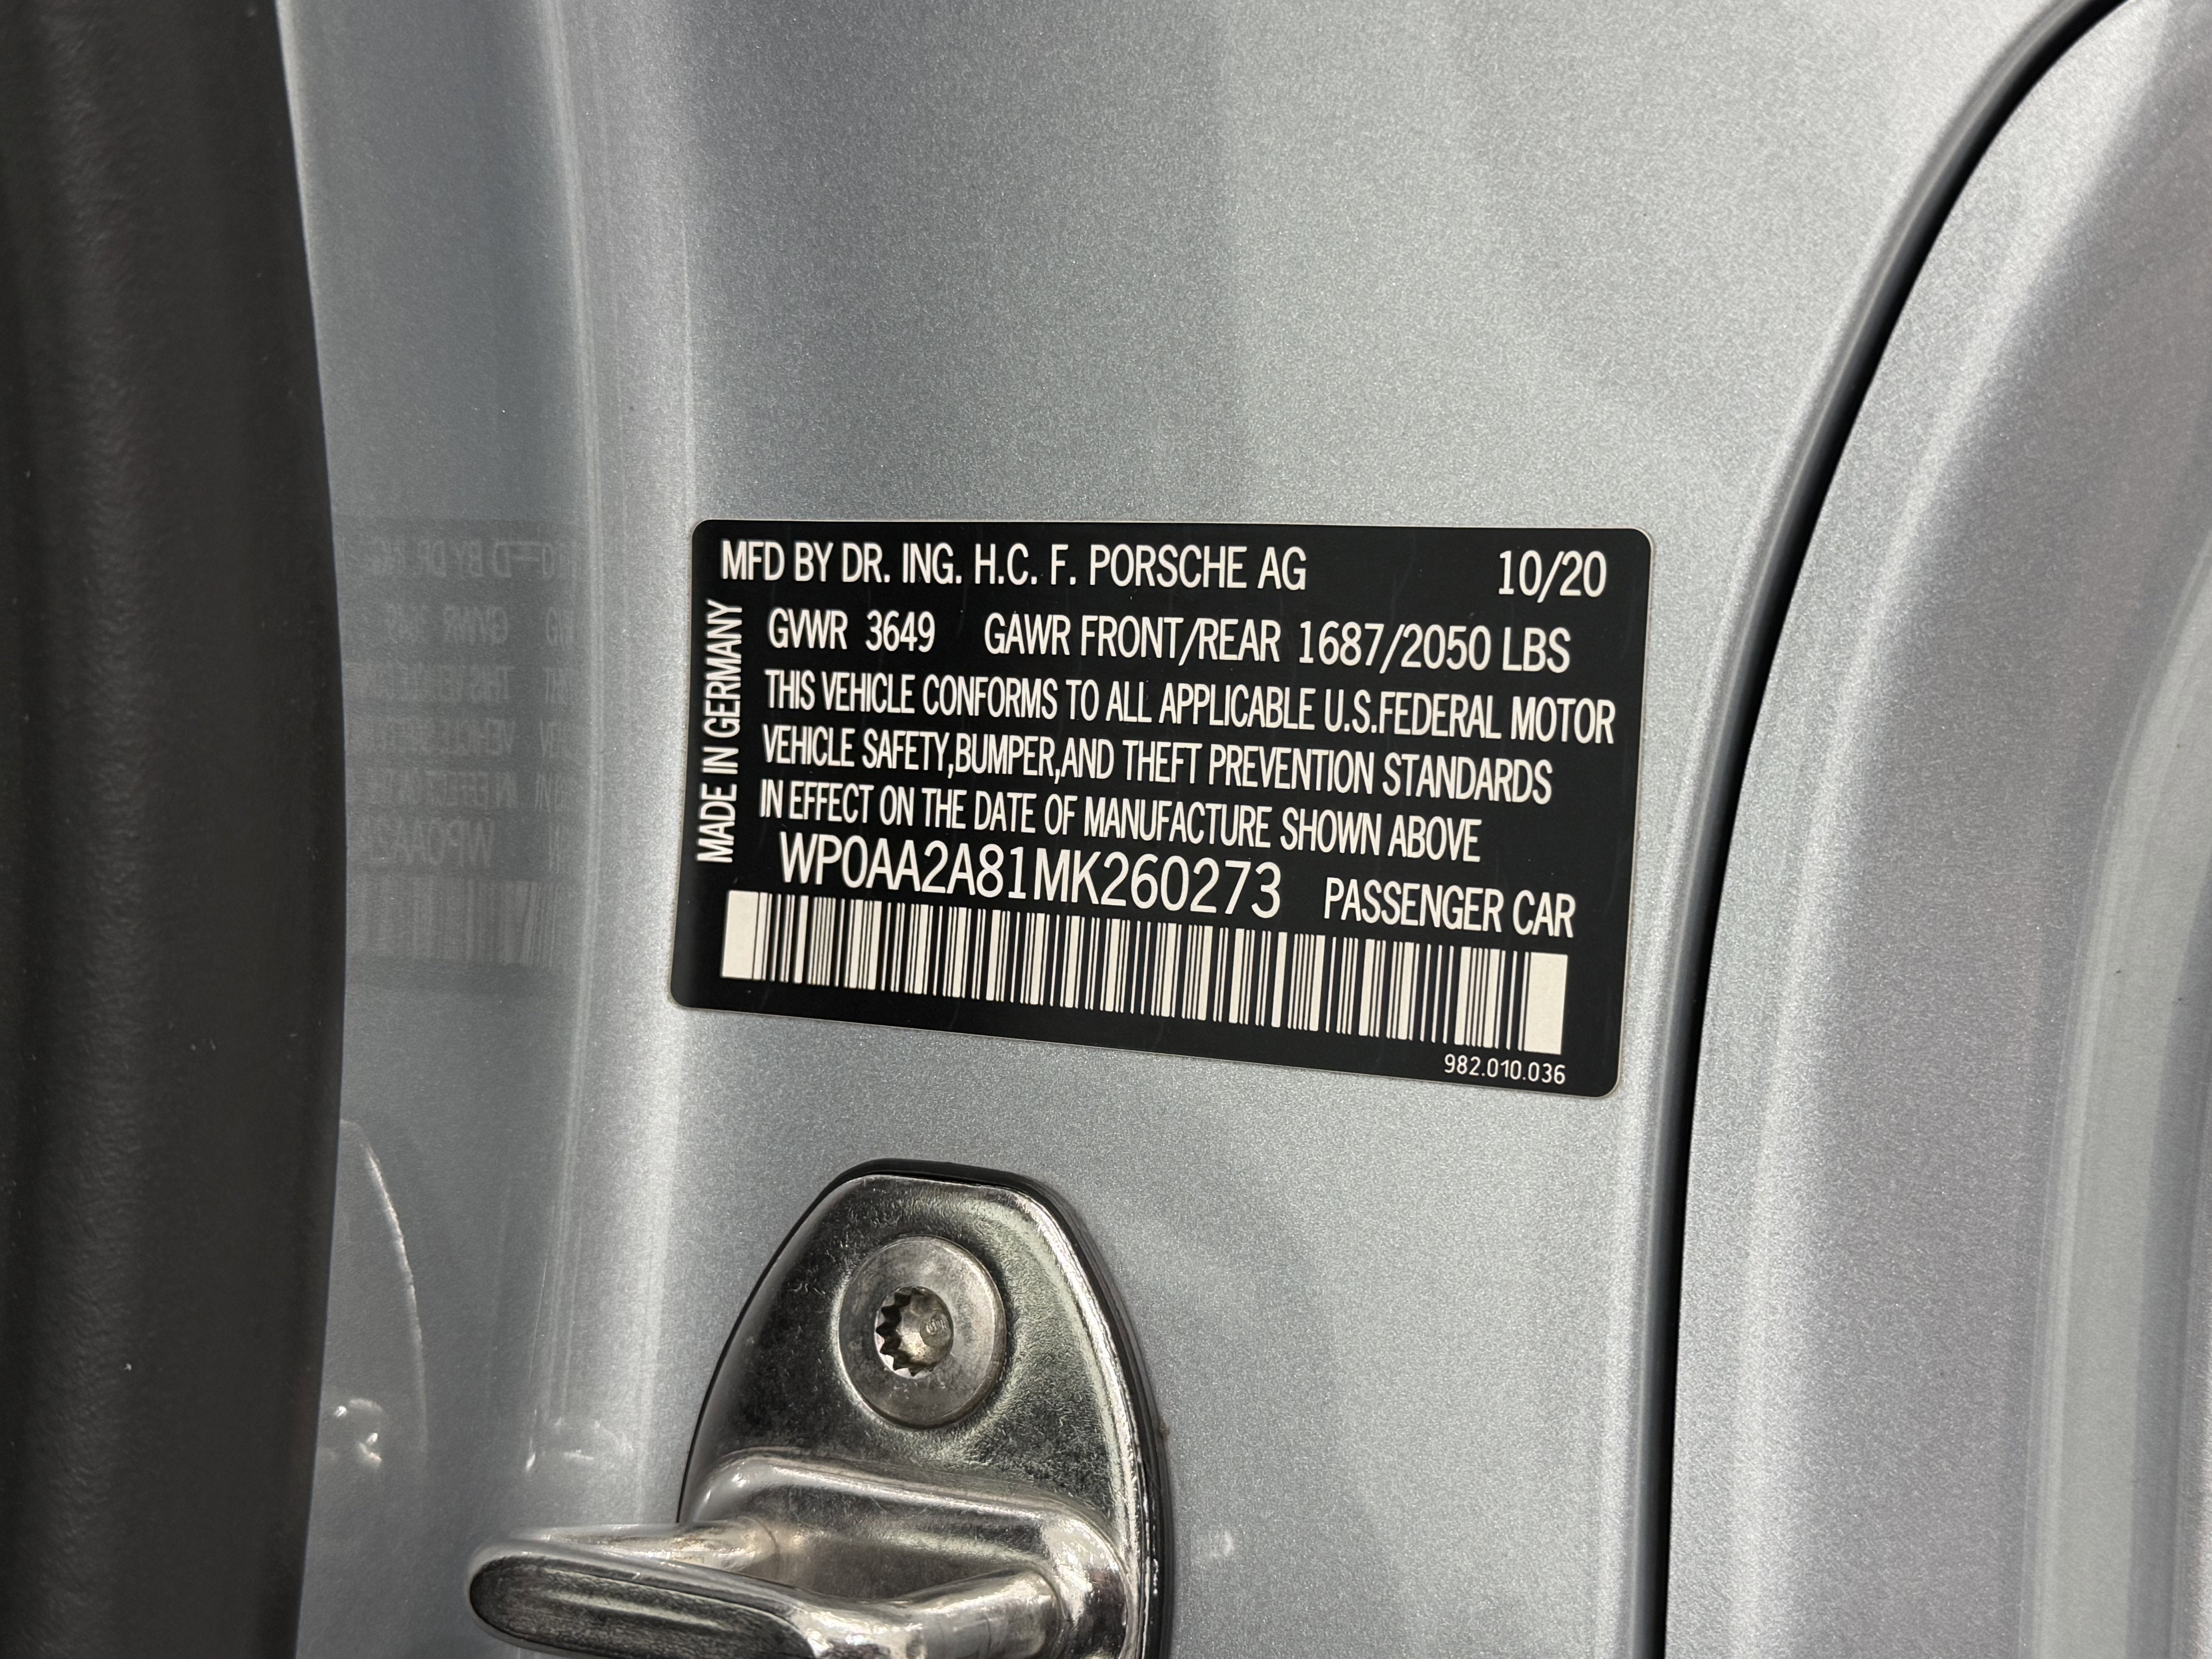 MFD BY DR. ING. H.C. F. PORSCHE AG 10/20
MADE IN GERMANY
GVWR 3649 GAWR FRONT/REAR 1687/2050 LBS
THIS VEHICLE CONFORMS TO ALL APPLICABLE U.S.FEDERAL MOTOR
VEHICLE SAFETY,BUMPER,AND THEFT PREVENTION STANDARDS
IN EFFECT ON THE DATE OF MANUFACTURE SHOWN ABOVE
WP0AA2A81MK260273 PASSENGER CAR
982.010.036